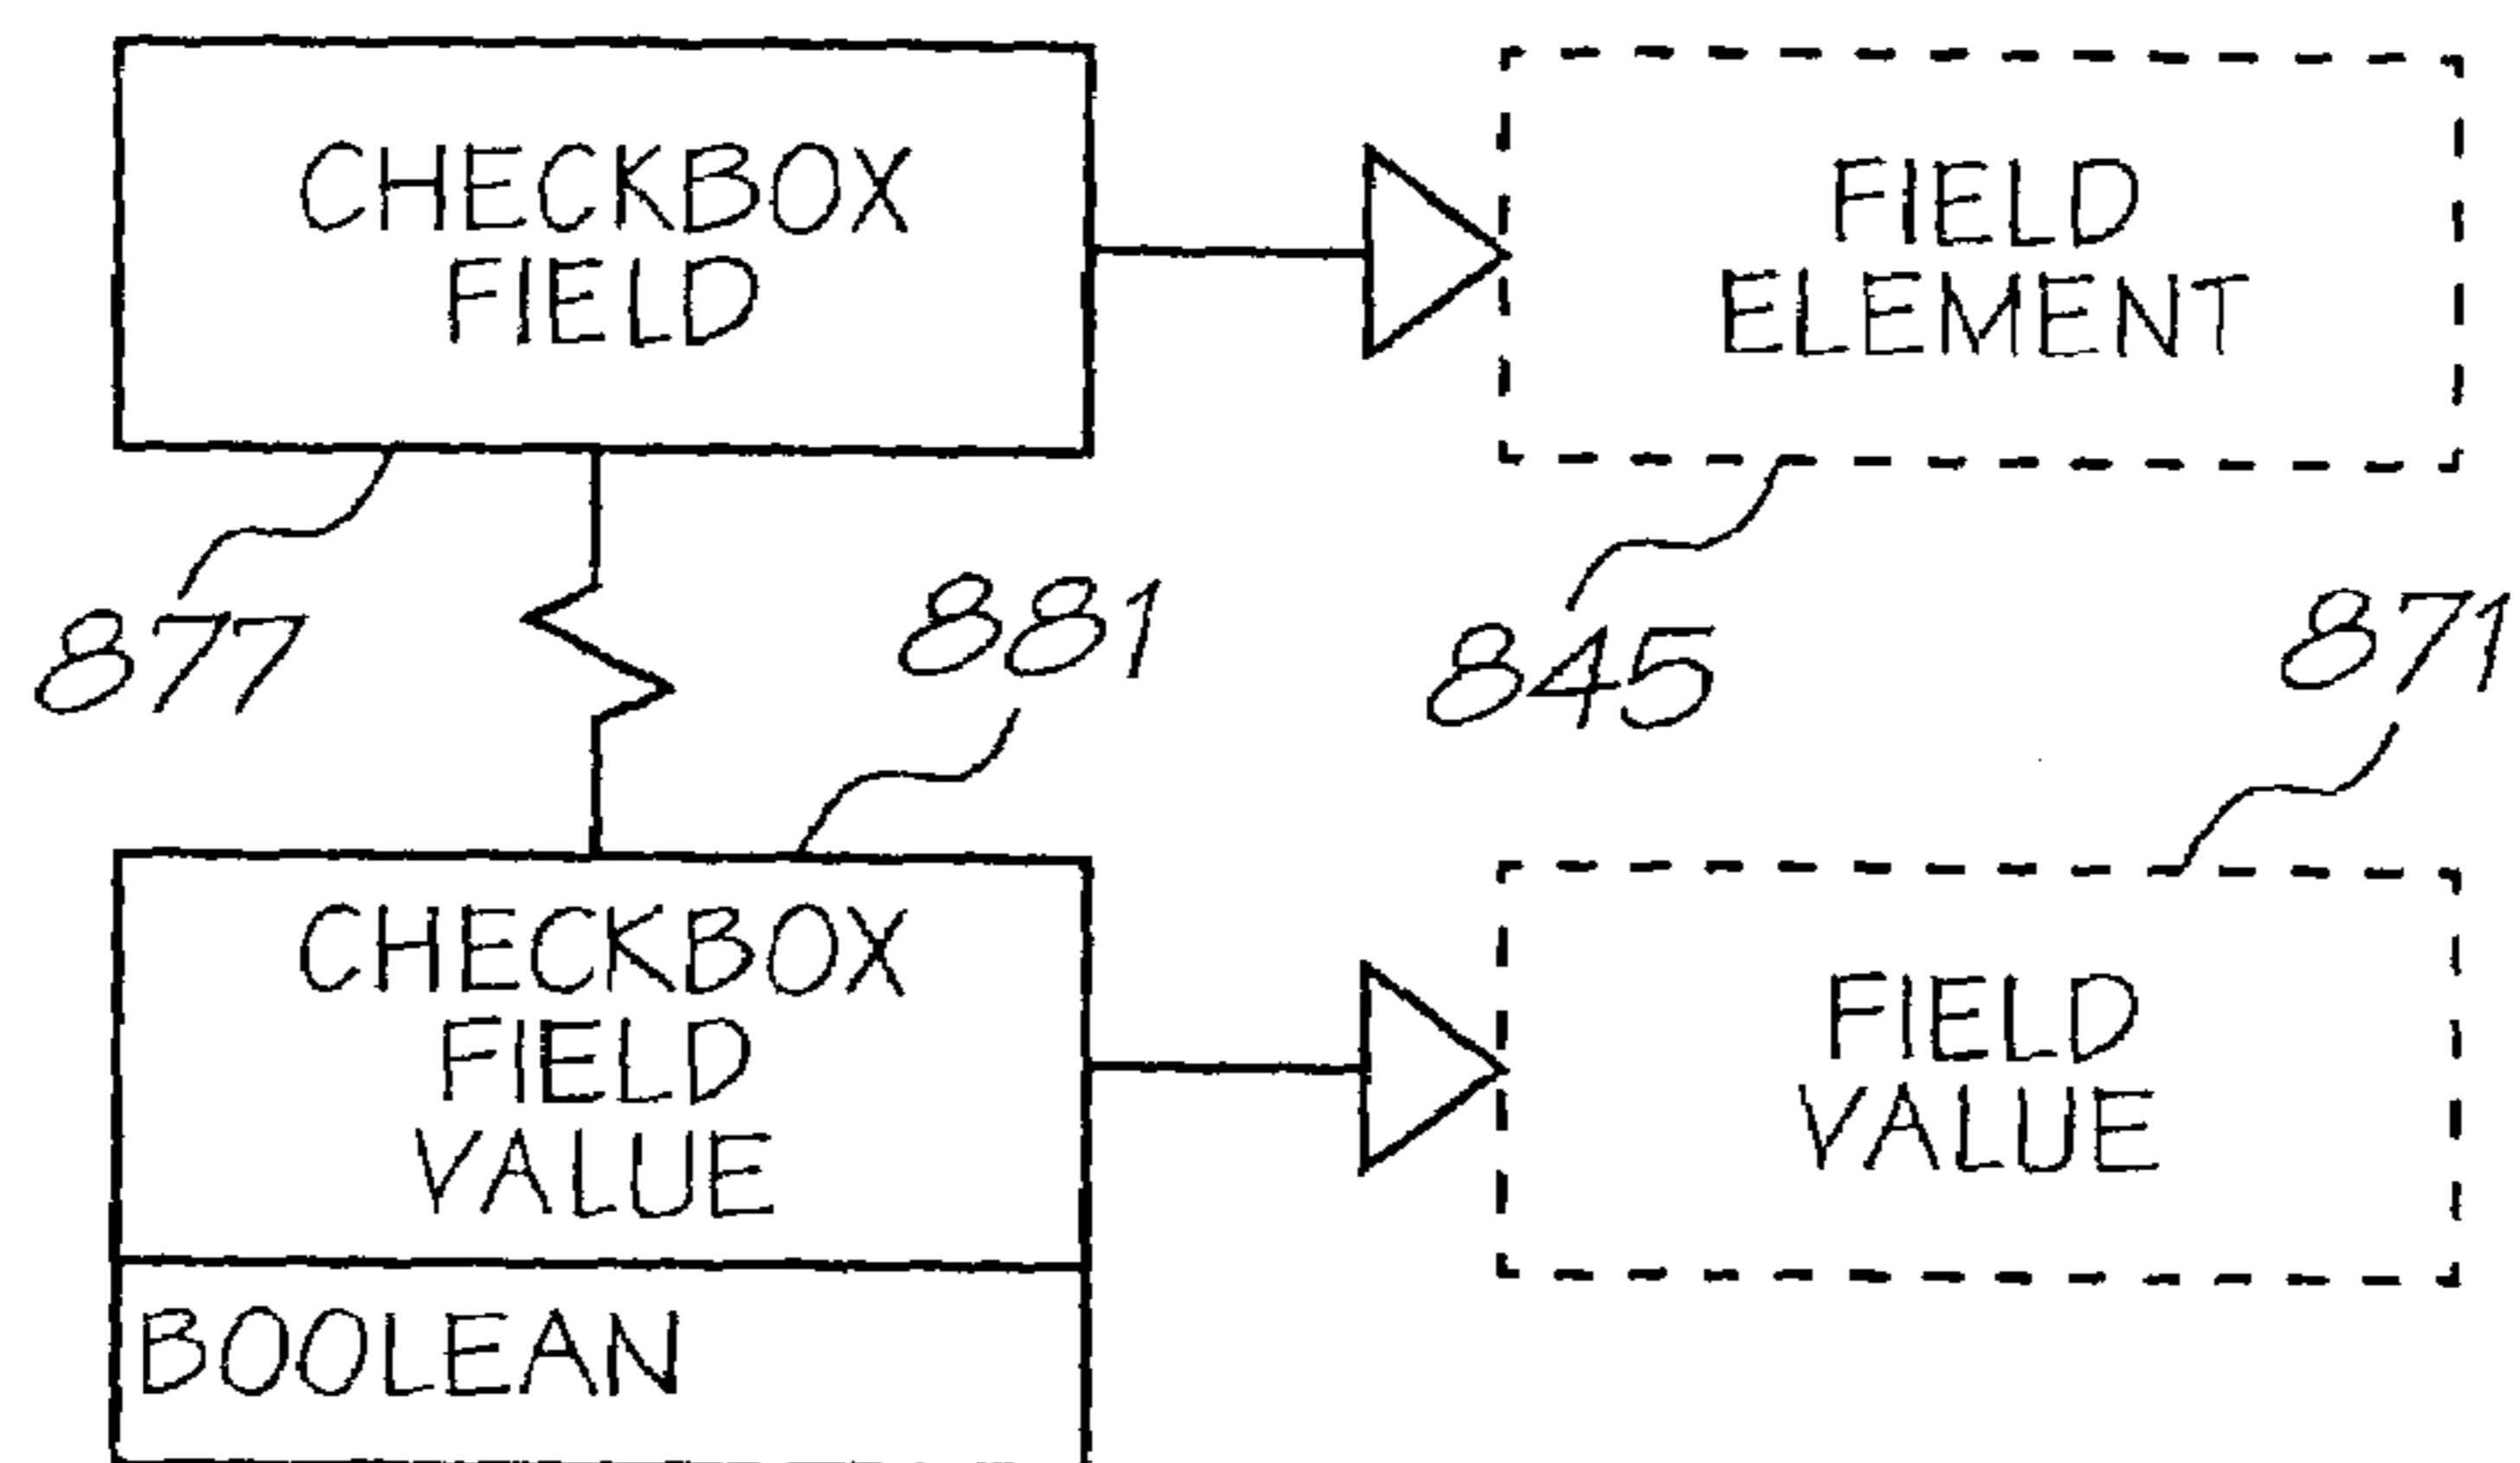 CHECKBOX
FIELD
FIELD
ELEMENT
877
881
845
871
CHECKBOX
FIELD
VALUE
BOOLEAN
FIELD
VALUE